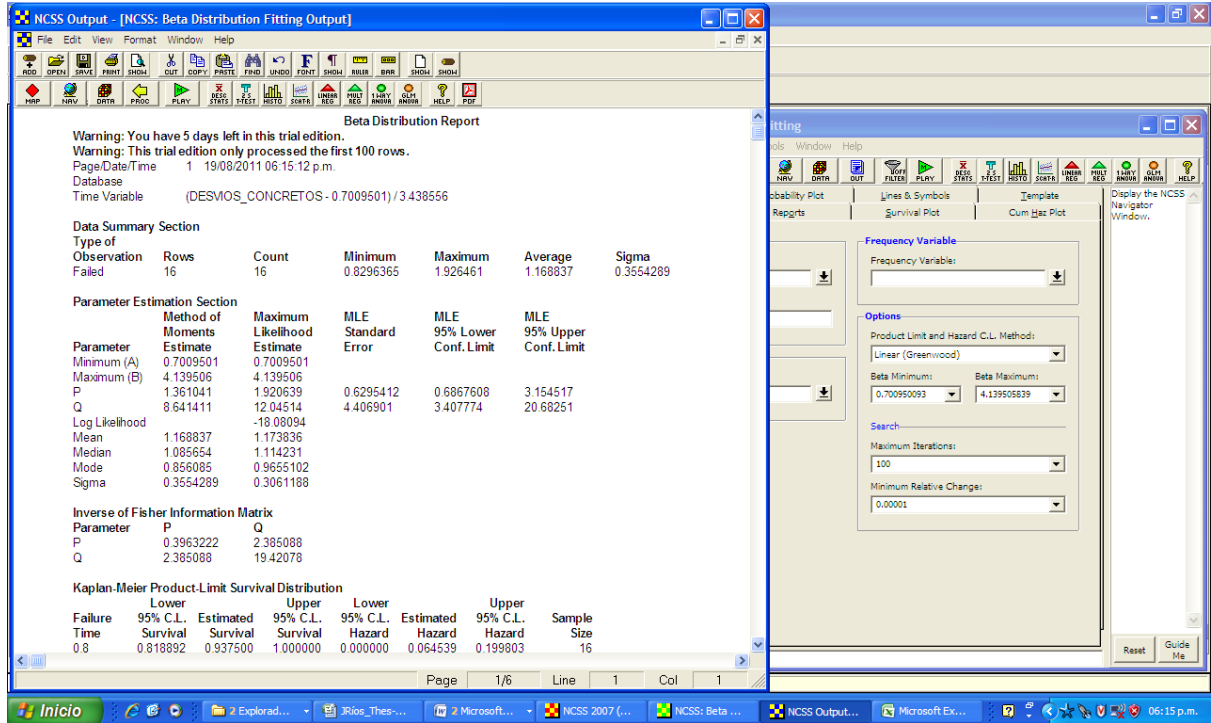 NCSS Output - [NCSS: Beta Distribution Fitting Output]
File Edit View Format Window Help
ADD OPEN SAVE PRINT SHOW CUT COPY PASTE FIND UNDO FONT SHOW RULER BAR SHOW SHOW
MAP NAV DATA PROC PLAY DESC STATS 2 S T-TEST HISTO SCAT-R LINEAR REG MULT REG 1 WAY ANOVA GLM ANOVA HELP PDF
Beta Distribution Report
Warning: You have 5 days left in this trial edition.
Warning: This trial edition only processed the first 100 rows.
Page/Date/Time 1 19/08/2011 06:15:12 p.m.
Database
Time Variable (DESVIOS_CONCRETOS - 0.7009501) / 3.438556
Data Summary Section
Type of
Observation Rows Count Minimum Maximum Average Sigma
Failed 16 16 0.8296365 1.926461 1.168837 0.3554289
Parameter Estimation Section
Method of Maximum MLE MLE MLE
Moments Likelihood Standard 95% Lower 95% Upper
Parameter Estimate Estimate Error Conf. Limit Conf. Limit
Minimum (A) 0.7009501 0.7009501
Maximum (B) 4.139506 4.139506
P 1.361041 1.920639 0.6295412 0.6867608 3.154517
Q 8.641411 12.04514 4.406901 3.407774 20.68251
Log Likelihood -18.08094
Mean 1.168837 1.173836
Median 1.085654 1.114231
Mode 0.856085 0.9655102
Sigma 0.3554289 0.3061188
Inverse of Fisher Information Matrix
Parameter P Q
P 0.3963222 2.385088
Q 2.385088 19.42078
Kaplan-Meier Product-Limit Survival Distribution
Lower Upper Lower Upper
Failure 95% C.L. Estimated 95% C.L. 95% C.L. Estimated 95% C.L. Sample
Time Survival Survival Survival Hazard Hazard Hazard Size
0.8 0.818892 0.937500 1.000000 0.000000 0.064539 0.199803 16
Page 1/6 Line 1 Col 1
itting
ools Window Help
NAV DATA OUT FILTER PLAY DESC STATS 2 S T-TEST HISTO SCAT-R LINEAR REG MULT REG 1 WAY ANOVA GLM ANOVA HELP
obability Plot Lines & Symbols Template
Reports Survival Plot Cum Haz Plot
Display the NCSS
Navigator
Window.
Frequency Variable
Frequency Variable:
Options
Product Limit and Hazard C.L. Method:
Linear (Greenwood)
Beta Minimum: Beta Maximum:
0.700950093 4.139505839
Search
Maximum Iterations:
100
Minimum Relative Change:
0.00001
Reset
Guide
Me
Inicio
2 Explorad...
JRíos_Thes-...
2 Microsoft...
NCSS 2007 (...
NCSS: Beta ...
NCSS Output...
Microsoft Ex...
06:15 p.m.